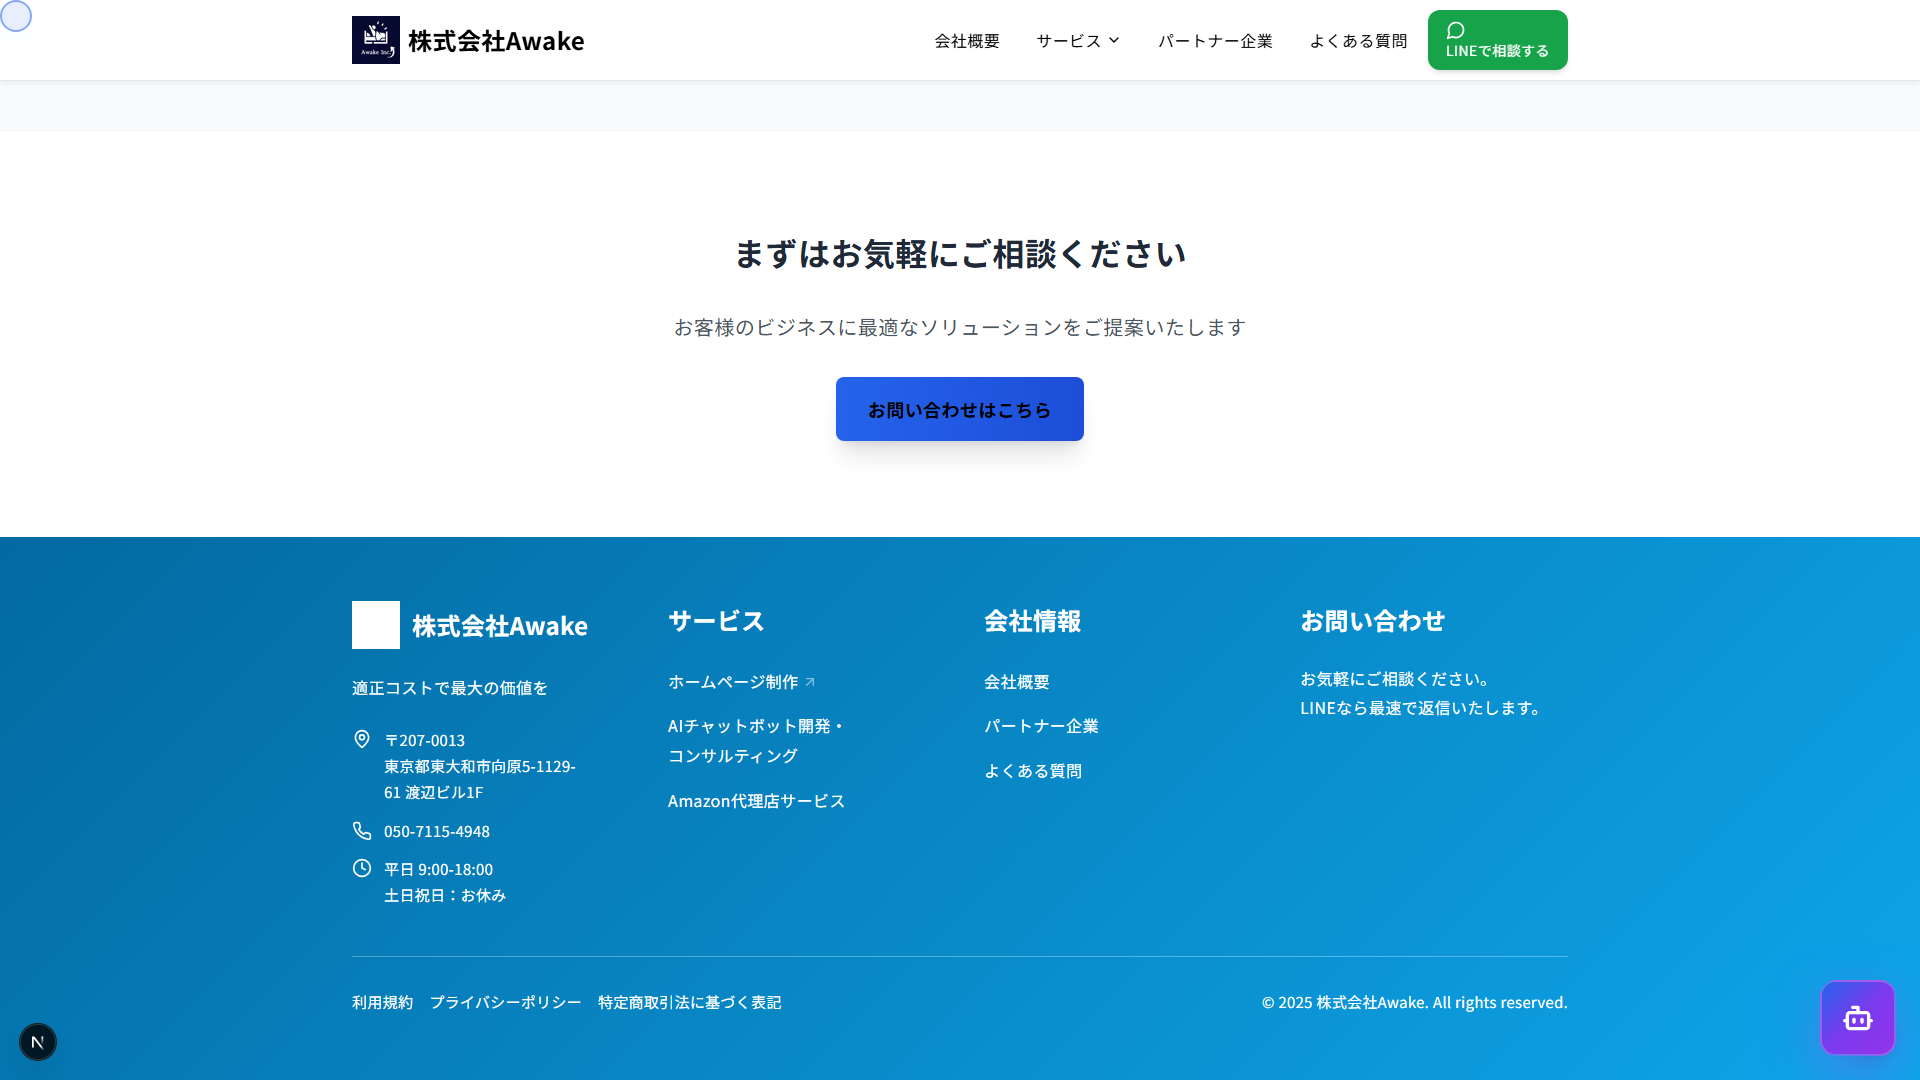 Awake Inc.
株式会社Awake
会社概要
サービス
パートナー企業
よくある質問
LINEで相談する
まずはお気軽にご相談ください
お客様のビジネスに最適なソリューションをご提案いたします
お問い合わせはこちら
株式会社Awake
適正コストで最大の価値を
〒207-0013
東京都東大和市向原5-1129-
61 渡辺ビル1F
050-7115-4948
平日 9:00-18:00
土日祝日：お休み
サービス
ホームページ制作
AIチャットボット開発・
コンサルティング
Amazon代理店サービス
会社情報
会社概要
パートナー企業
よくある質問
お問い合わせ
お気軽にご相談ください。
LINEなら最速で返信いたします。
利用規約
プライバシーポリシー
特定商取引法に基づく表記
© 2025 株式会社Awake. All rights reserved.
N